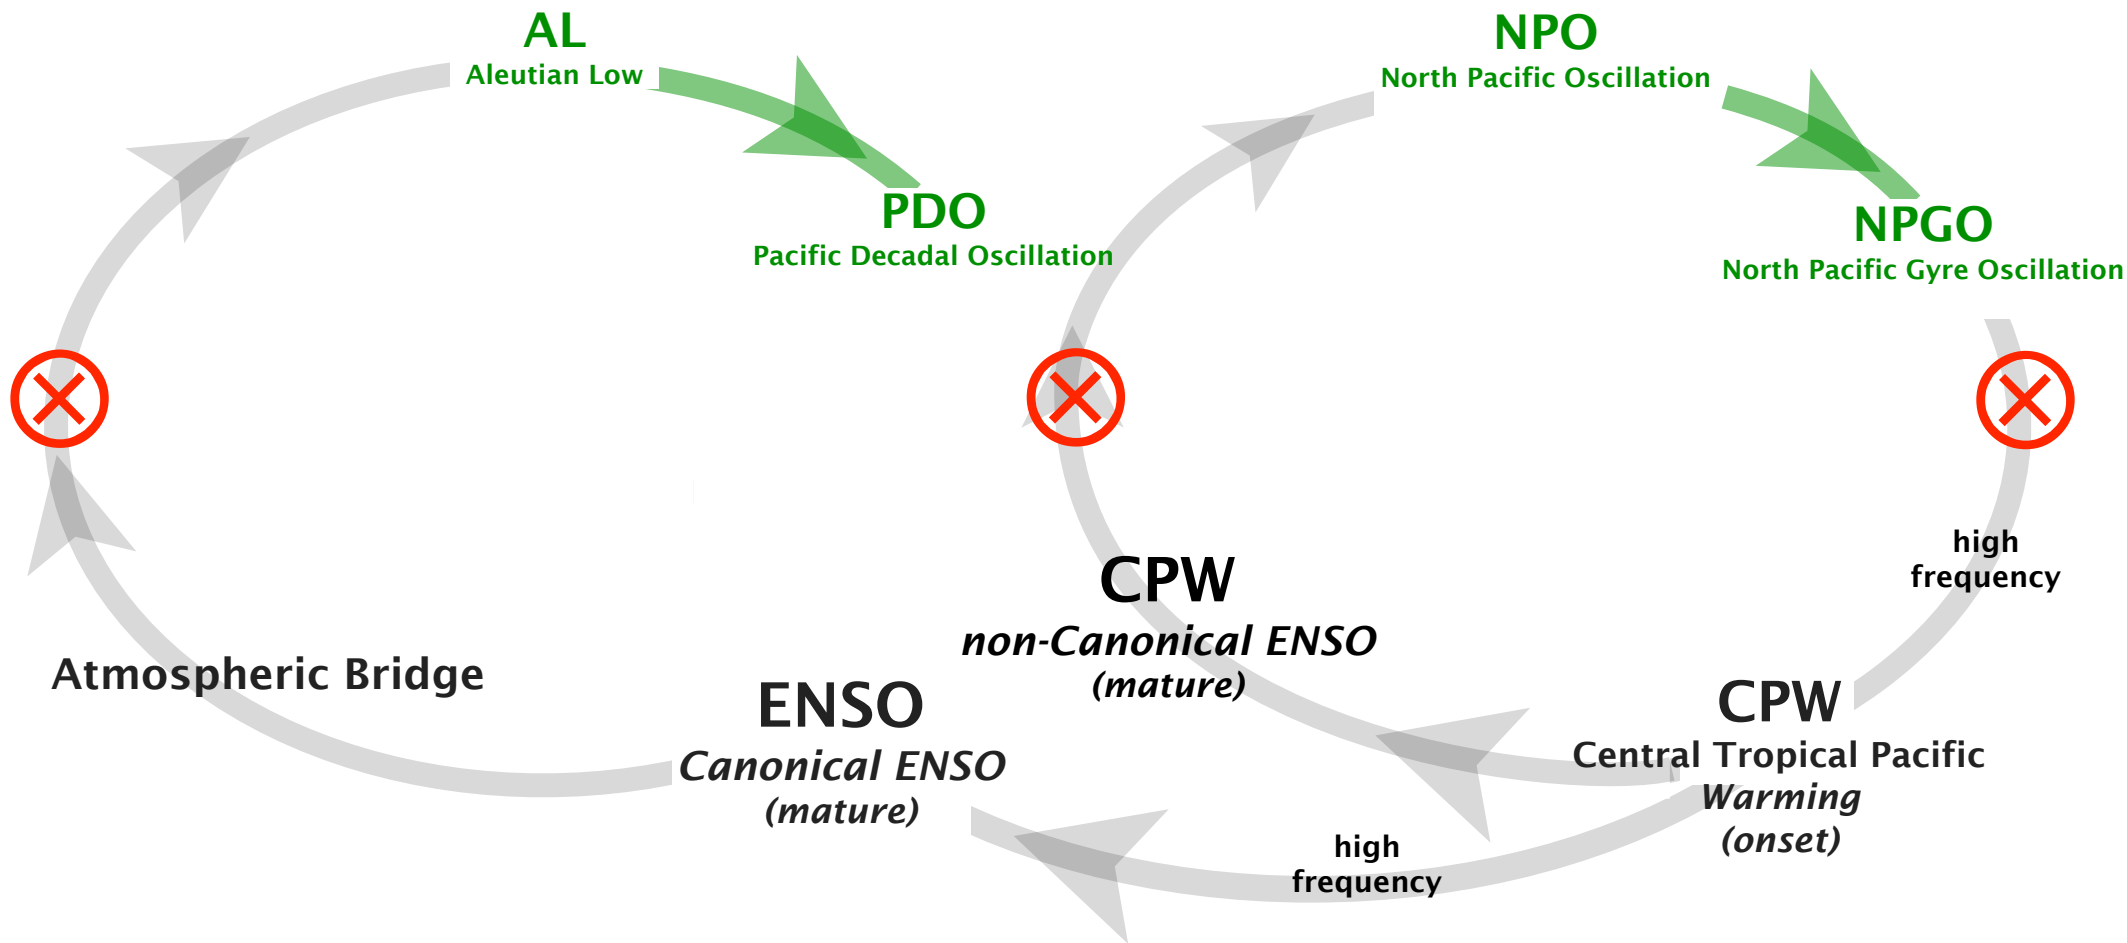 AL
Aleutian Low
NPO
North Pacific Oscillation
PDO
Pacific Decadal Oscillation
NPGO
North Pacific Gyre Oscillation
high
frequency
CPW
non-Canonical ENSO
(mature)
Atmospheric Bridge
ENSO
Canonical ENSO
(mature)
CPW
Central Tropical Pacific
Warming
(onset)
high
frequency